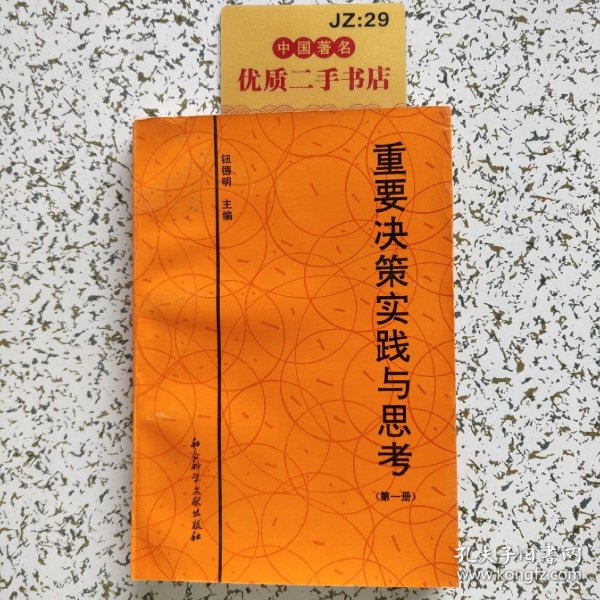 JZ:29
中国著名
优质二手书店
重要决策实践与思考
（第一册）
钮德明 主编
社会科学文献出版社
孔夫子旧书网
www.kongfz.com